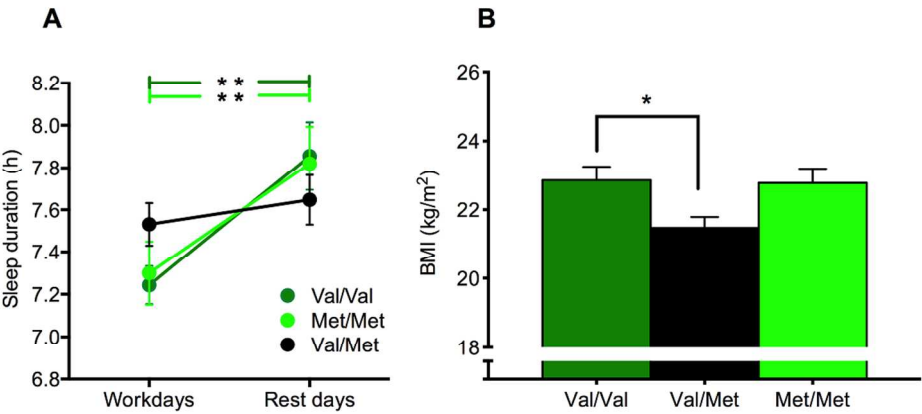 A
Sleep duration (h)
8.2
8.0
7.8
7.6
7.4
7.2
7.0
6.8
* *
* *
Val/Val
Met/Met
Val/Met
Workdays Rest days
B
BMI (kg/m²)
26
24
22
20
18
*
Val/Val Val/Met Met/Met